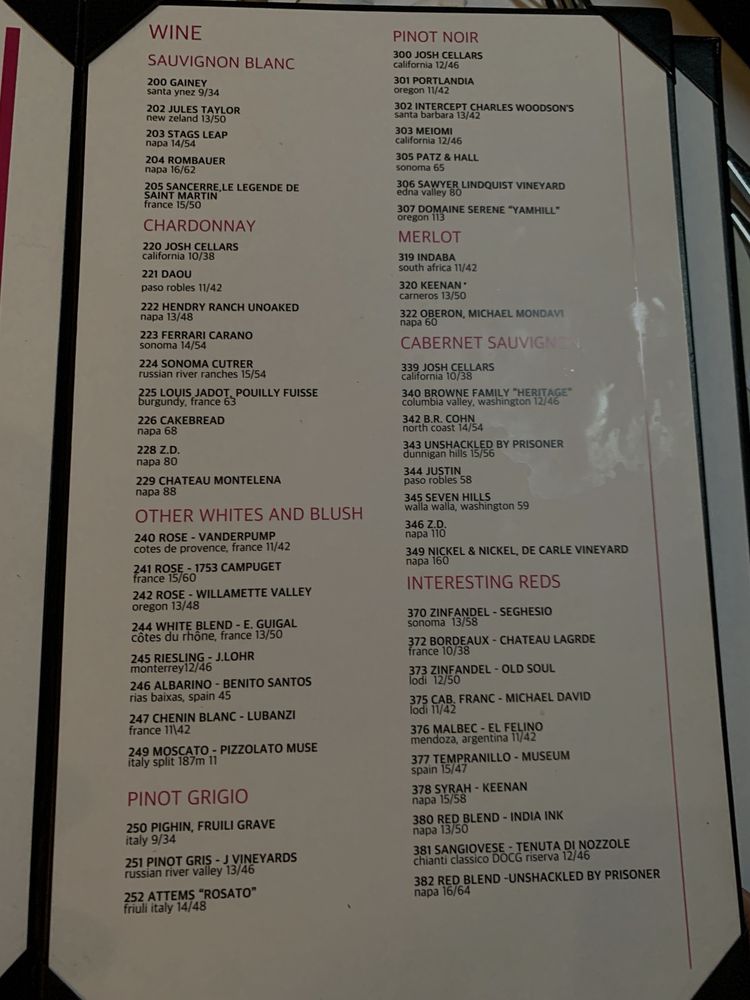 WINE
SAUVIGNON BLANC
200 GAINEY
santa ynez 9/34
202 JULES TAYLOR
new zeland 13/50
203 STAGS LEAP
napa 14/54
204 ROMBAUER
napa 16/62
205 SANCERRE,LE LEGENDE DE
SAINT MARTIN
france 15/50
CHARDONNAY
220 JOSH CELLARS
california 10/38
221 DAOU
paso robles 11/42
222 HENDRY RANCH UNOAKED
napa 13/48
223 FERRARI CARANO
sonoma 14/54
224 SONOMA CUTRER
russian river ranches 15/54
225 LOUIS JADOT, POUILLY FUISSE
burgundy, france 63
226 CAKEBREAD
napa 68
228 Z.D.
napa 80
229 CHATEAU MONTELENA
napa 88
OTHER WHITES AND BLUSH
240 ROSE - VANDERPUMP
cotes de provence, france 11/42
241 ROSE - 1753 CAMPUGET
france 15/60
242 ROSE - WILLAMETTE VALLEY
oregon 13/48
244 WHITE BLEND - E. GUIGAL
côtes du rhône, france 13/50
245 RIESLING - J.LOHR
monterrey12/46
246 ALBARINO - BENITO SANTOS
rias baixas, spain 45
247 CHENIN BLANC - LUBANZI
france 11\42
249 MOSCATO - PIZZOLATO MUSE
italy split 187m 11
PINOT GRIGIO
250 PIGHIN, FRUILI GRAVE
italy 9/34
251 PINOT GRIS - J VINEYARDS
russian river valley 13/46
252 ATTEMS "ROSATO"
friuli italy 14/48
PINOT NOIR
300 JOSH CELLARS
california 12/46
301 PORTLANDIA
oregon 11/42
302 INTERCEPT CHARLES WOODSON'S
santa barbara 13/42
303 MEIOMI
california 12/46
305 PATZ & HALL
sonoma 65
306 SAWYER LINDQUIST VINEYARD
edna valley 80
307 DOMAINE SERENE "YAMHILL"
oregon 113
MERLOT
319 INDABA
south africa 11/42
320 KEENAN
carneros 13/50
322 OBERON, MICHAEL MONDAVI
napa 60
CABERNET SAUVIGNON
339 JOSH CELLARS
california 10/38
340 BROWNE FAMILY "HERITAGE"
columbia valley, washington 12/46
342 B.R. COHN
north coast 14/54
343 UNSHACKLED BY PRISONER
dunnigan hills 15/56
344 JUSTIN
paso robles 58
345 SEVEN HILLS
walla walla, washington 59
346 Z.D.
napa 110
349 NICKEL & NICKEL, DE CARLE VINEYARD
napa 160
INTERESTING REDS
370 ZINFANDEL - SEGHESIO
sonoma 13/58
372 BORDEAUX - CHATEAU LAGRDE
france 10/38
373 ZINFANDEL - OLD SOUL
lodi 12/50
375 CAB. FRANC - MICHAEL DAVID
lodi 11/42
376 MALBEC - EL FELINO
mendoza, argentina 11/42
377 TEMPRANILLO - MUSEUM
spain 15/47
378 SYRAH - KEENAN
napa 15/58
380 RED BLEND - INDIA INK
napa 13/50
381 SANGIOVESE - TENUTA DI NOZZOLE
chianti classico DOCG riserva 12/46
382 RED BLEND -UNSHACKLED BY PRISONER
napa 16/64